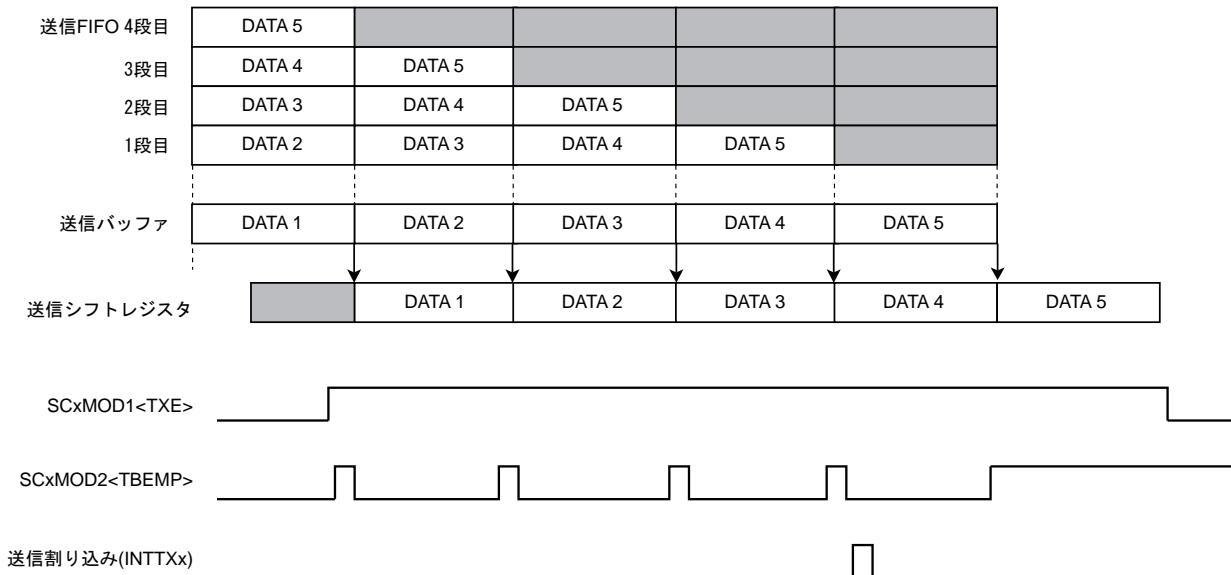 送信FIFO 4段目 DATA 5
3段目 DATA 4 DATA 5
2段目 DATA 3 DATA 4 DATA 5
1段目 DATA 2 DATA 3 DATA 4 DATA 5
送信バッファ DATA 1 DATA 2 DATA 3 DATA 4 DATA 5
送信シフトレジスタ DATA 1 DATA 2 DATA 3 DATA 4 DATA 5
SCxMOD1<TXE>
SCxMOD2<TBEMP>
送信割り込み(INTTXx)